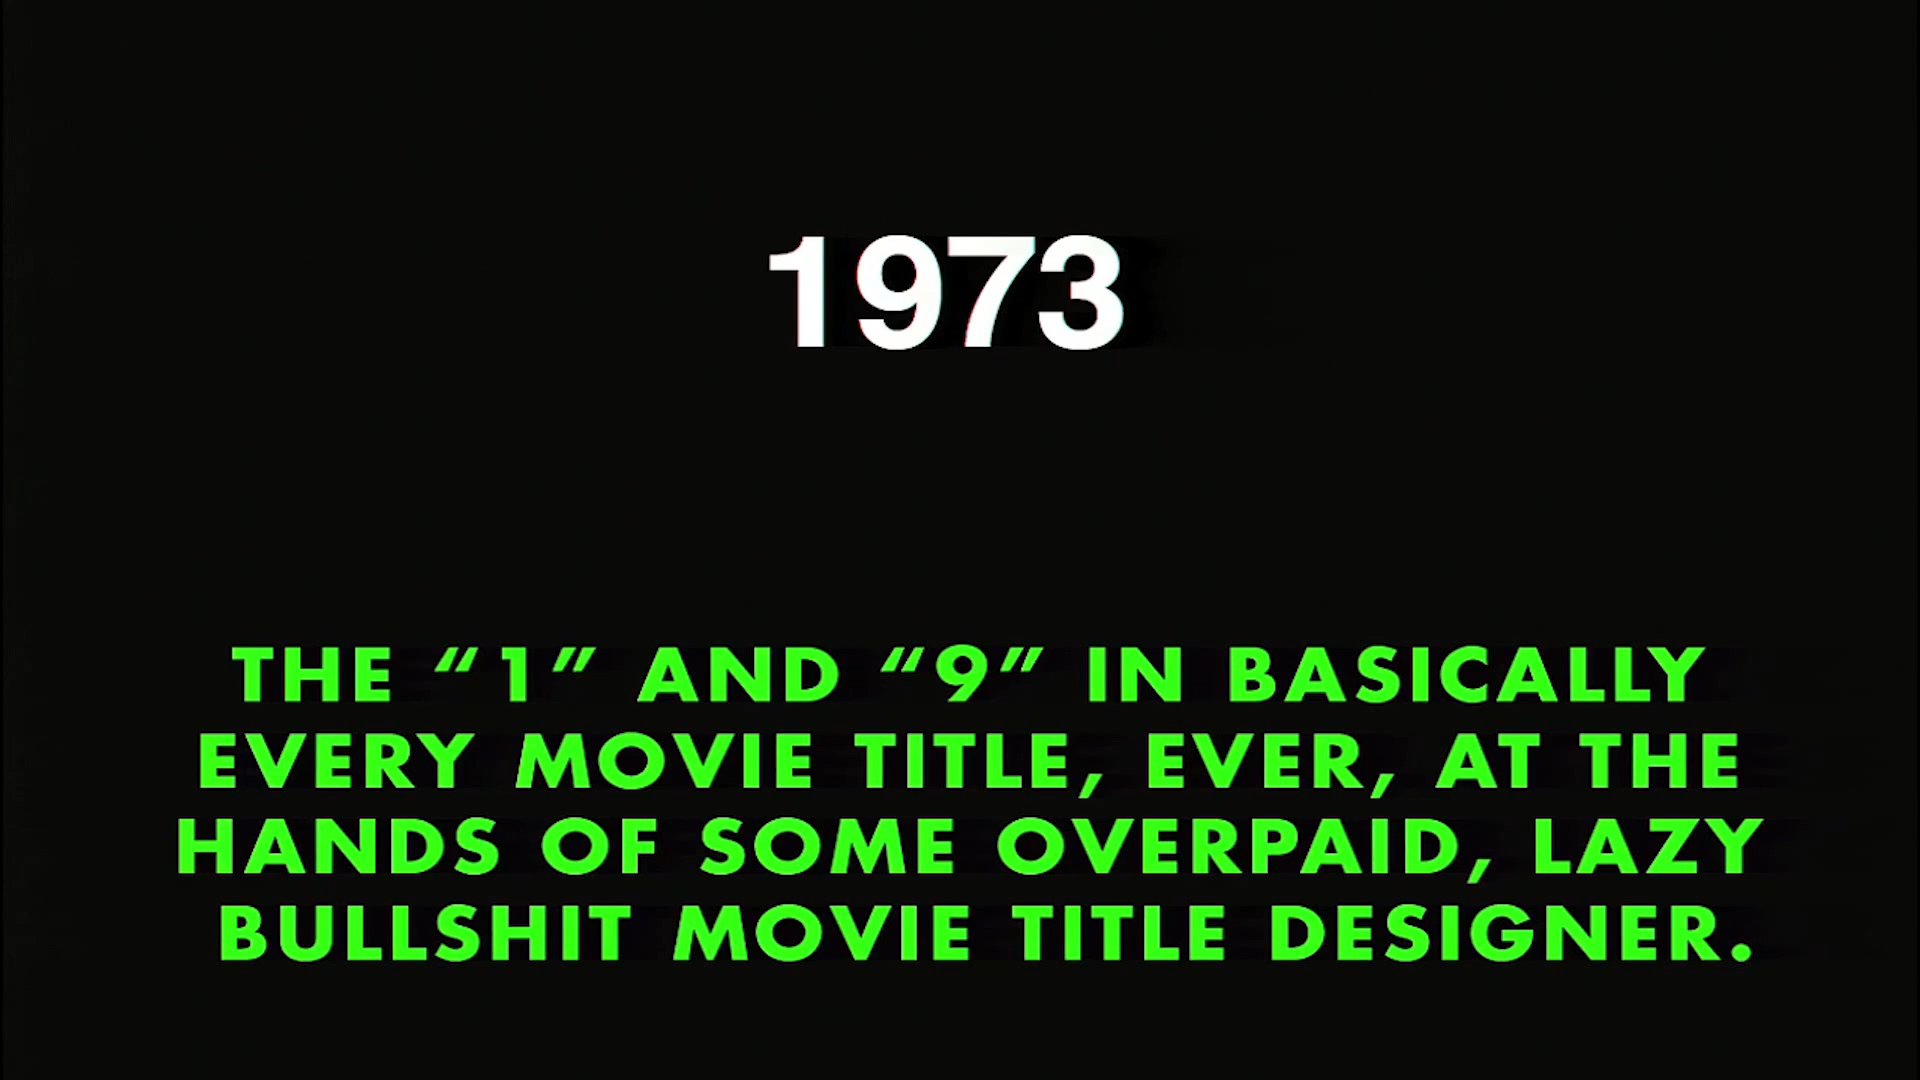 1973
THE “1” AND “9” IN BASICALLY
EVERY MOVIE TITLE, EVER, AT THE
HANDS OF SOME OVERPAID, LAZY
BULLSHIT MOVIE TITLE DESIGNER.